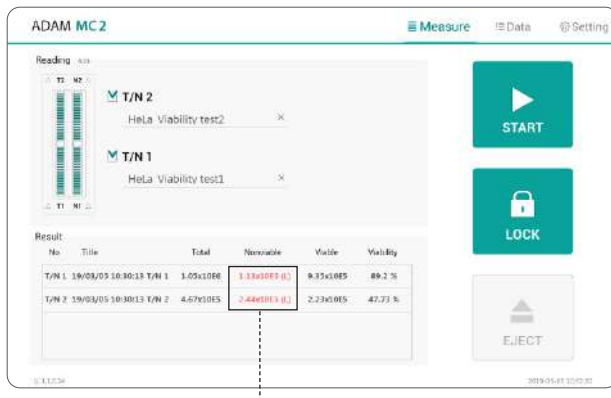 ADAM MC2
Measure
Data
Setting
Reading
T2 N2
T/N 2
HeLa Viability test2 ×
T/N 1
HeLa Viability test1 ×
T1 N1
START
LOCK
EJECT
Result
No Title Total Nonviable Viable Viability
T/N 1 19/03/05 10:30:13 T/N 1 1.05x10E6 (L) 9.35x10E5 89.2 %
T/N 2 19/03/05 10:30:13 T/N 2 4.67x10E5 (L) 2.23x10E5 47.73 %